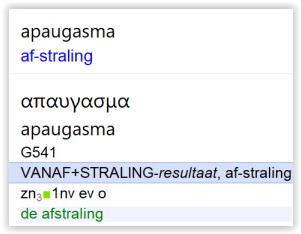 apaugasma
af-straling
απαυγασμα
apaugasma
G541
VANAF+STRALING-resultaat, af-straling
zn3■1nv ev o
de afstraling